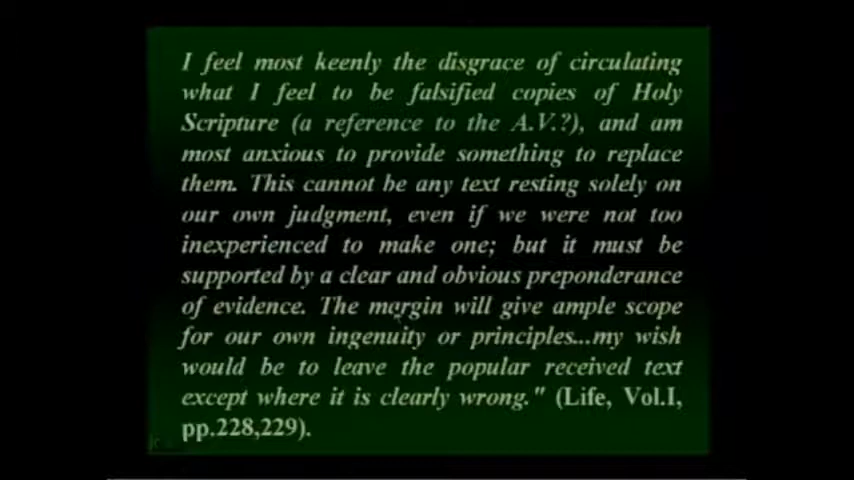 I feel most keenly the disgrace of circulating
what I feel to be falsified copies of Holy
Scripture (a reference to the A.V.?), and am
most anxious to provide something to replace
them. This cannot be any text resting solely on
our own judgment, even if we were not too
inexperienced to make one; but it must be
supported by a clear and obvious preponderance
of evidence. The margin will give ample scope
for our own ingenuity or principles...my wish
would be to leave the popular received text
except where it is clearly wrong." (Life, Vol.I,
pp.228,229).